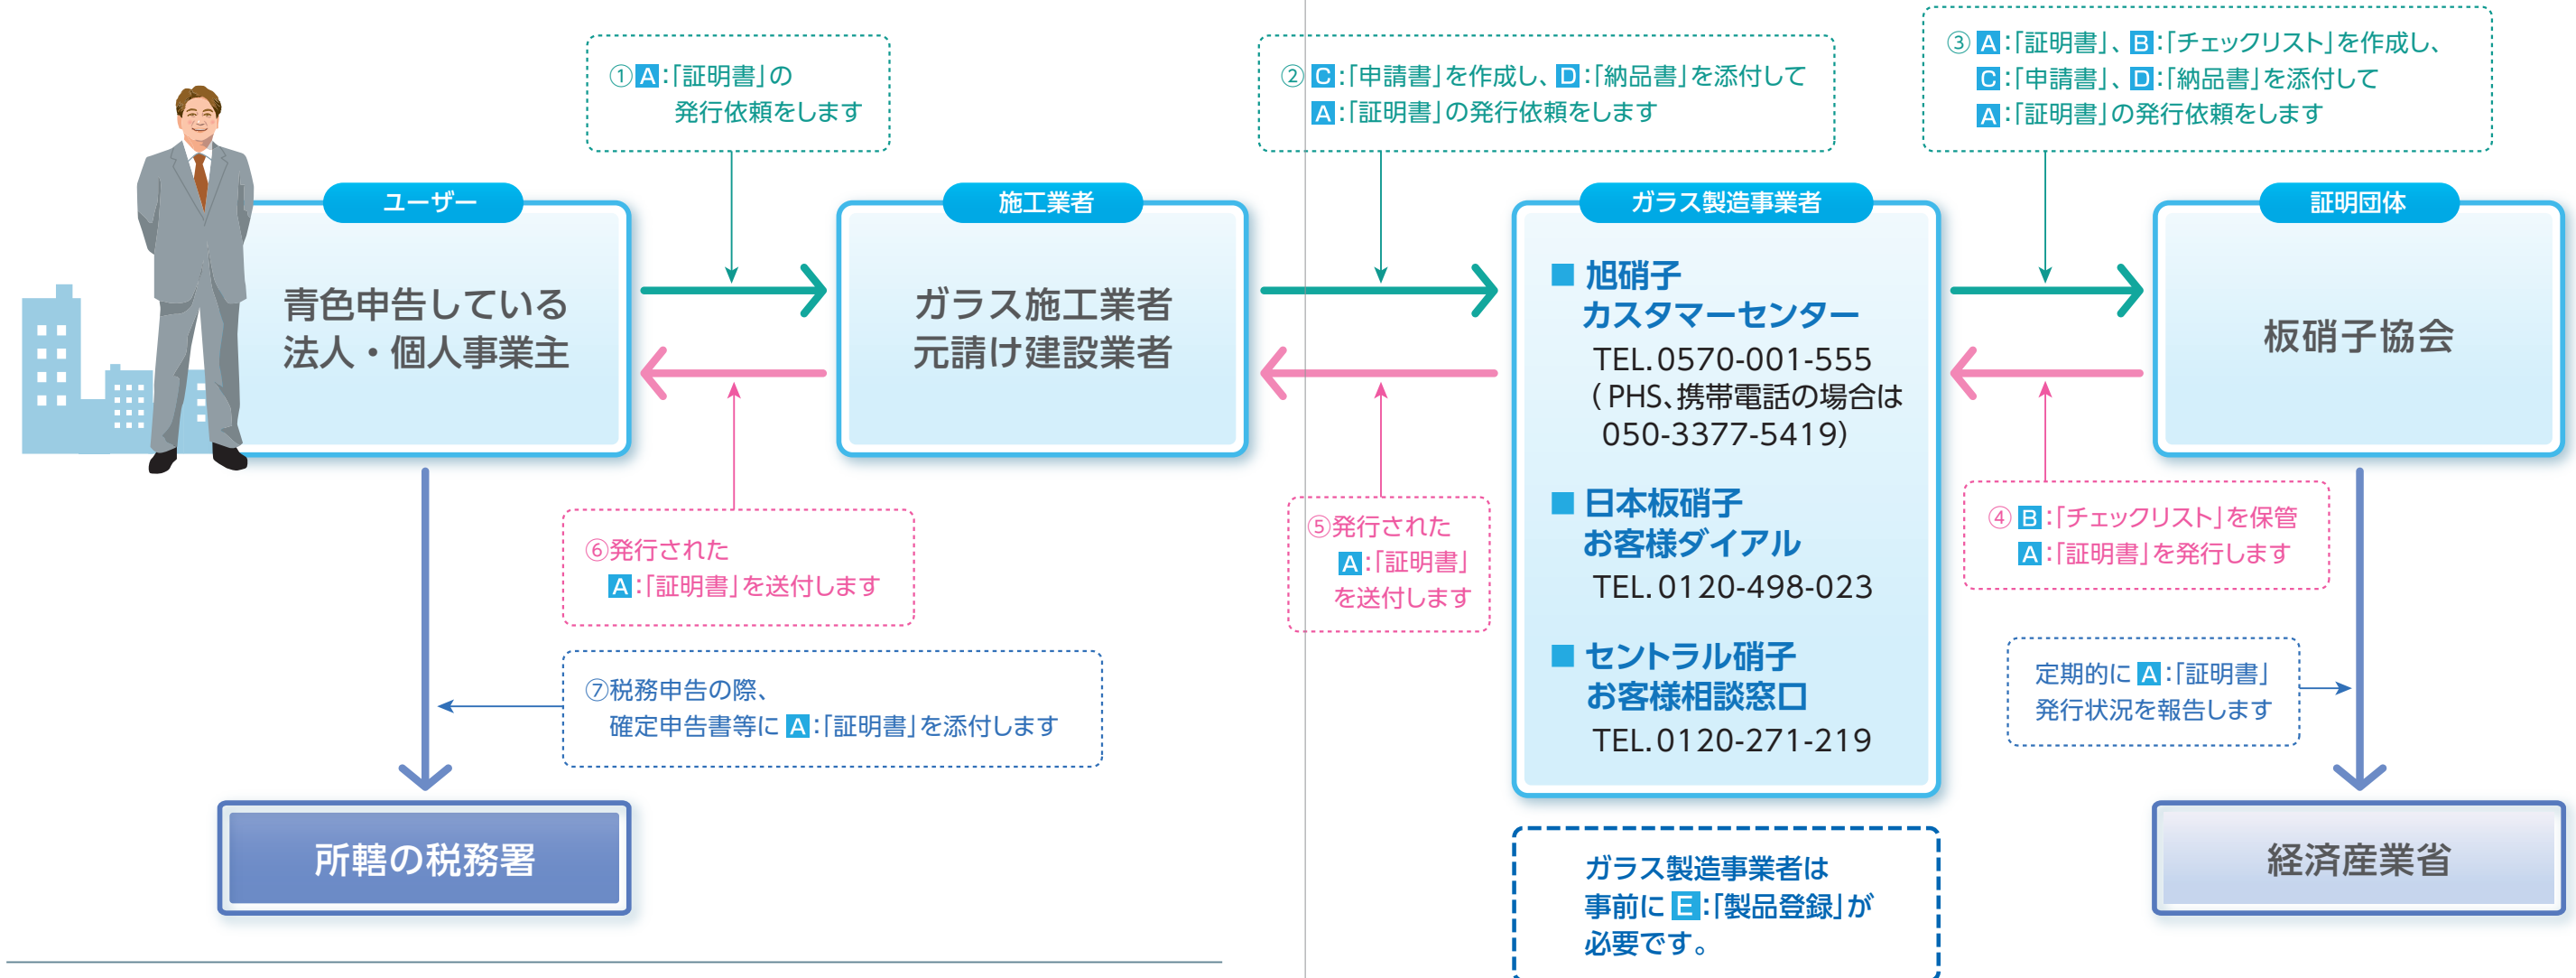 ①A：「証明書」の
発行依頼をします
②C：「申請書」を作成し、D：「納品書」を添付して
A：「証明書」の発行依頼をします
③A：「証明書」、B：「チェックリスト」を作成し、
C：「申請書」、D：「納品書」を添付して
A：「証明書」の発行依頼をします
ユーザー
青色申告している
法人・個人事業主
施工業者
ガラス施工業者
元請け建設業者
ガラス製造事業者
■ 旭硝子
カスタマーセンター
TEL.0570-001-555
（PHS、携帯電話の場合は
050-3377-5419）
■ 日本板硝子
お客様ダイアル
TEL.0120-498-023
■ セントラル硝子
お客様相談窓口
TEL.0120-271-219
証明団体
板硝子協会
④B：「チェックリスト」を保管
A：「証明書」を発行します
⑤発行された
A：「証明書」
を送付します
⑥発行された
A：「証明書」を送付します
⑦税務申告の際、
確定申告書等に A：「証明書」を添付します
定期的に A：「証明書」
発行状況を報告します
所轄の税務署
ガラス製造事業者は
事前に E：「製品登録」が
必要です。
経済産業省